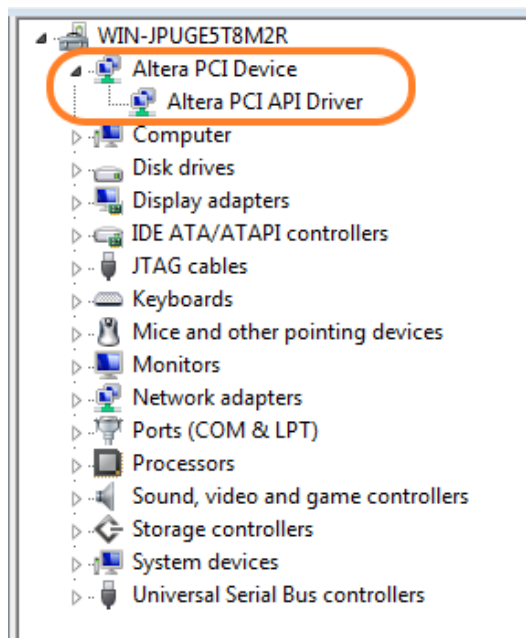 WIN-JPUGE5T8M2R
Altera PCI Device
Altera PCI API Driver
Computer
Disk drives
Display adapters
IDE ATA/ATAPI controllers
JTAG cables
Keyboards
Mice and other pointing devices
Monitors
Network adapters
Ports (COM & LPT)
Processors
Sound, video and game controllers
Storage controllers
System devices
Universal Serial Bus controllers